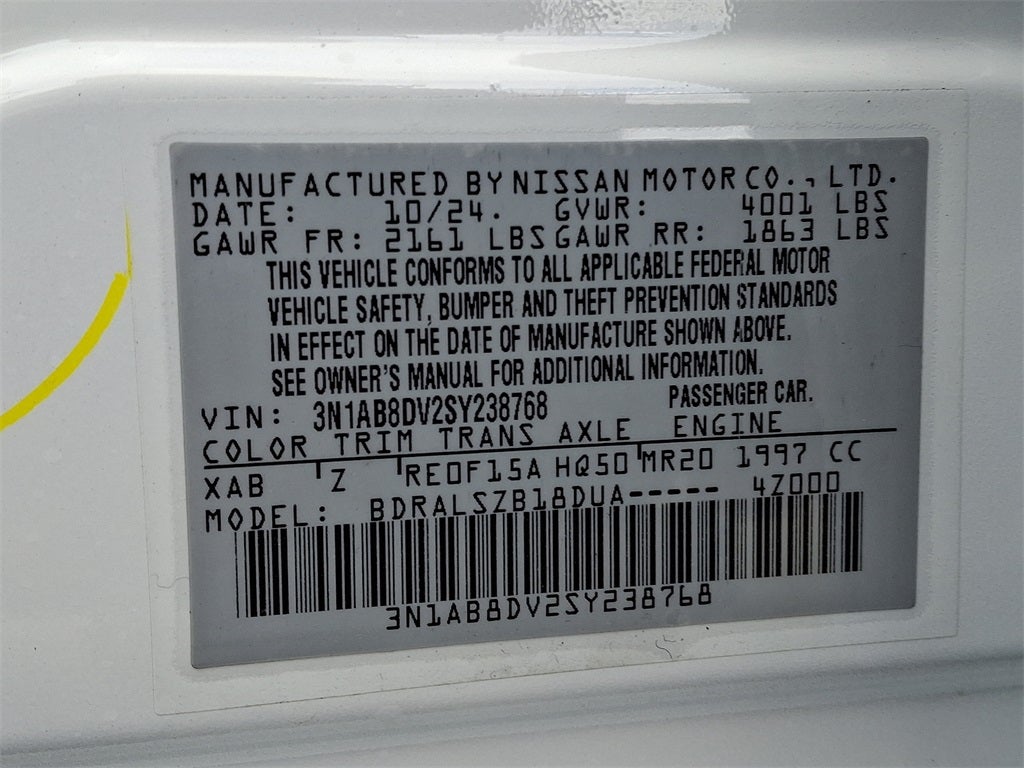 MANUFACTURED BY NISSAN MOTOR CO., LTD.
DATE: 10/24. GVWR: 4001 LBS
GAWR FR: 2161 LBS GAWR RR: 1863 LBS
THIS VEHICLE CONFORMS TO ALL APPLICABLE FEDERAL MOTOR
VEHICLE SAFETY, BUMPER AND THEFT PREVENTION STANDARDS
IN EFFECT ON THE DATE OF MANUFACTURE SHOWN ABOVE.
SEE OWNER'S MANUAL FOR ADDITIONAL INFORMATION.
VIN: 3N1AB8DV2SY238768 PASSENGER CAR.
COLOR TRIM TRANS AXLE ENGINE
XAB Z RE0F15A HQ50 MR20 1997 CC
MODEL: BDRALSZB18DUA----- 4Z000
3N1AB8DV2SY238768